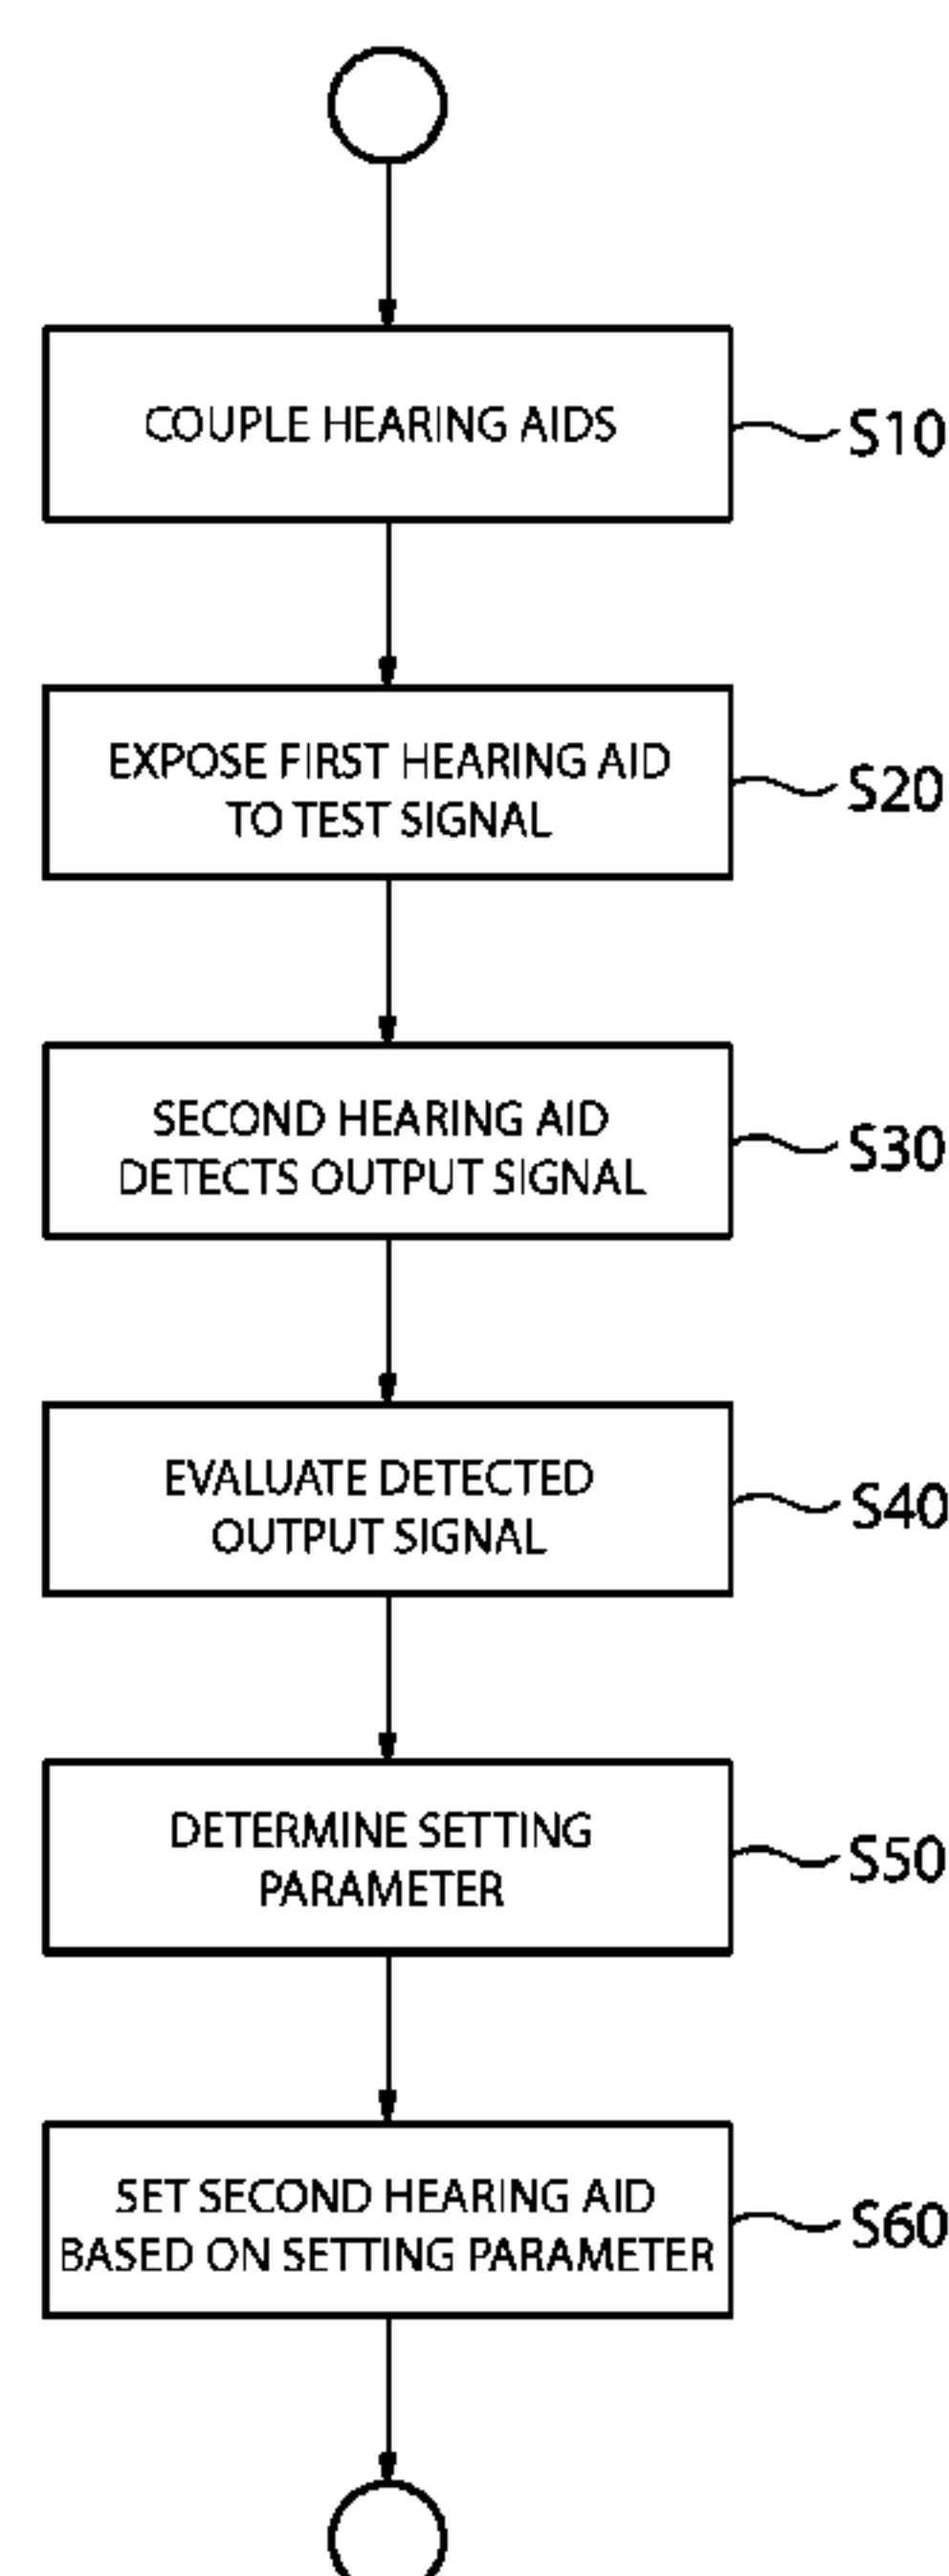 COUPLE HEARING AIDS
S10
EXPOSE FIRST HEARING AID
TO TEST SIGNAL
S20
SECOND HEARING AID
DETECTS OUTPUT SIGNAL
S30
EVALUATE DETECTED
OUTPUT SIGNAL
S40
DETERMINE SETTING
PARAMETER
S50
SET SECOND HEARING AID
BASED ON SETTING PARAMETER
S60